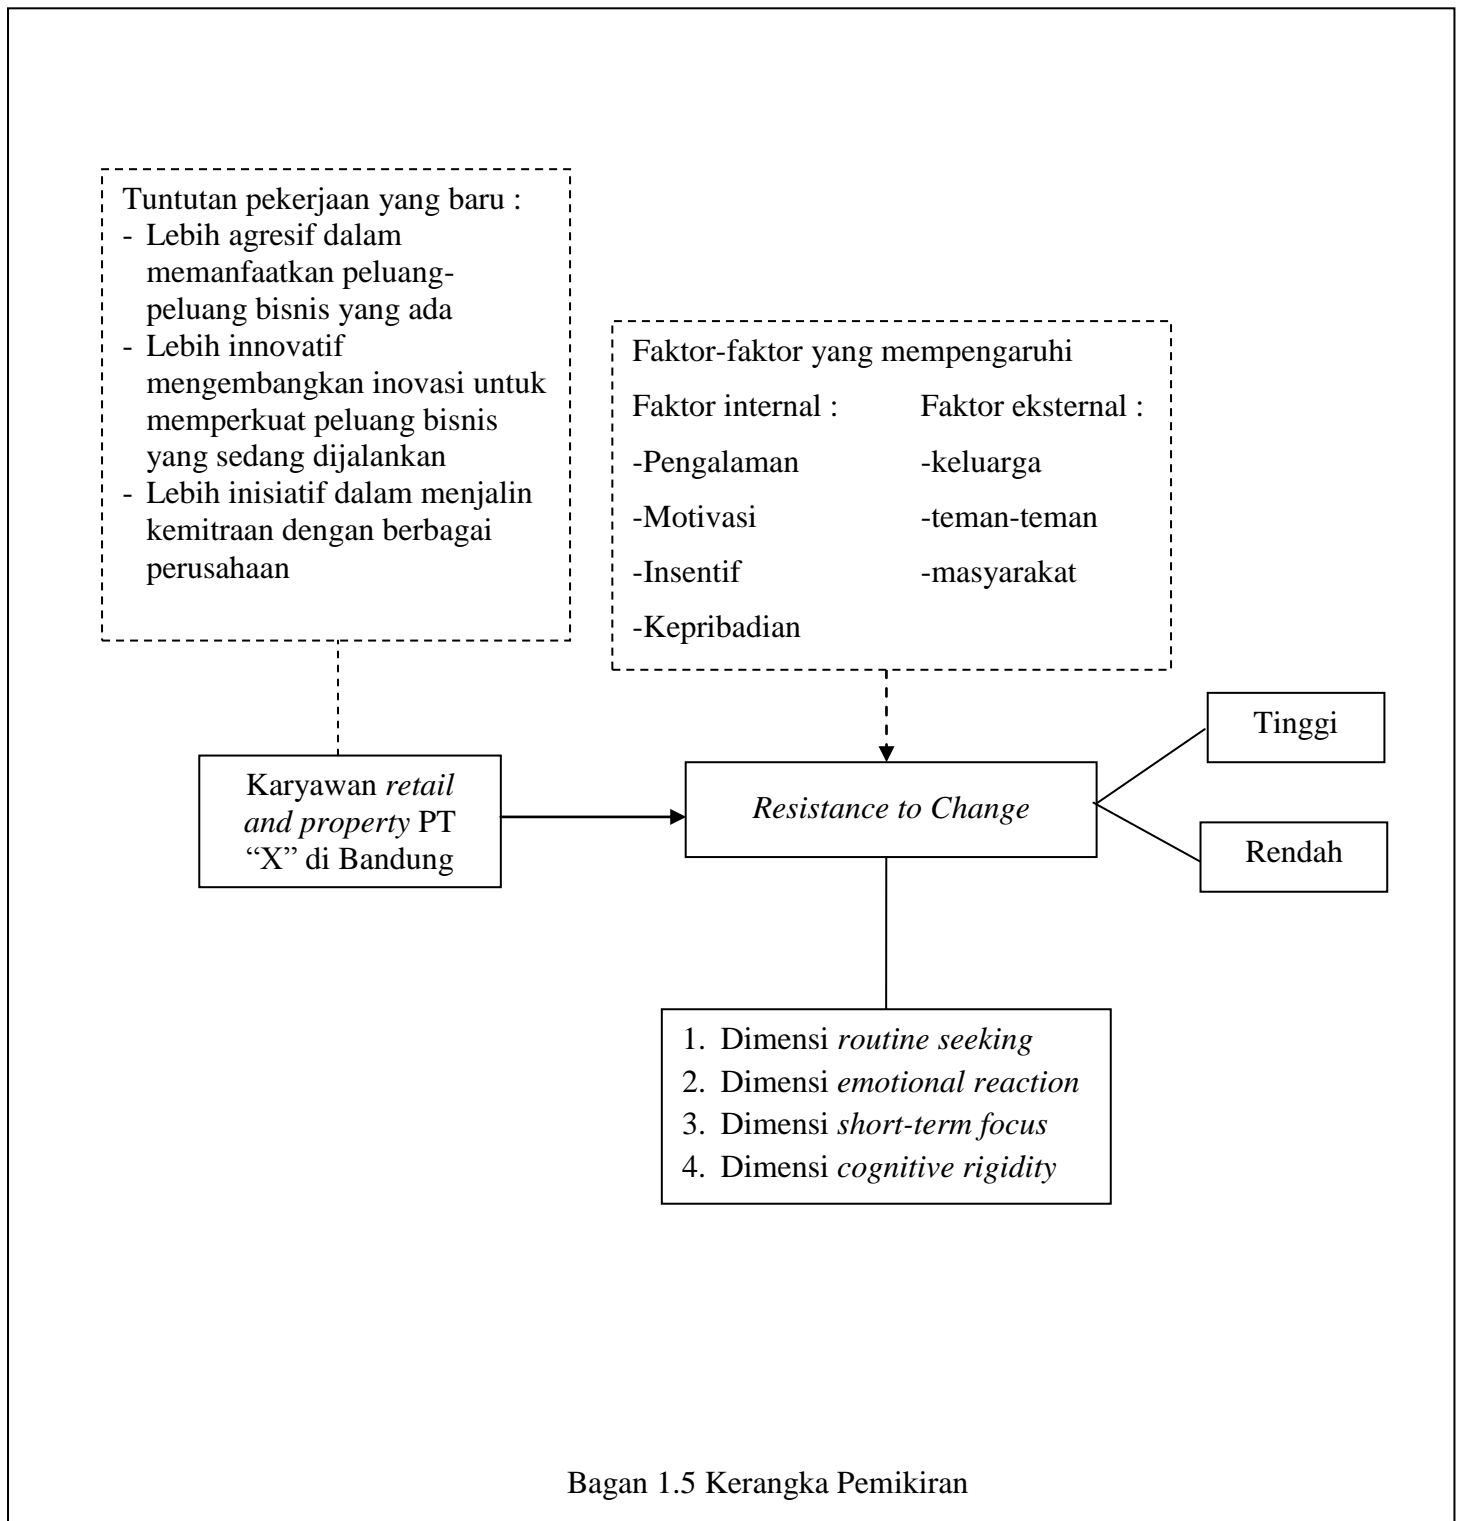 Tuntutan pekerjaan yang baru :
- Lebih agresif dalam
memanfaatkan peluang-
peluang bisnis yang ada
- Lebih innovatif
mengembangkan inovasi untuk
memperkuat peluang bisnis
yang sedang dijalankan
- Lebih inisiatif dalam menjalin
kemitraan dengan berbagai
perusahaan
Faktor-faktor yang mempengaruhi
Faktor internal : Faktor eksternal :
-Pengalaman -keluarga
-Motivasi -teman-teman
-Insentif -masyarakat
-Kepribadian
Karyawan retail
and property PT
“X” di Bandung
Resistance to Change
Tinggi
Rendah
1. Dimensi routine seeking
2. Dimensi emotional reaction
3. Dimensi short-term focus
4. Dimensi cognitive rigidity
Bagan 1.5 Kerangka Pemikiran